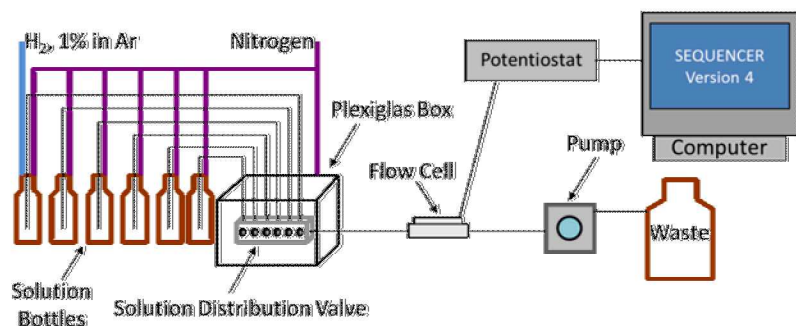 H₂, 1% in Ar
Nitrogen
Potentiostat
SEQUENCER
Version 4
Plexiglas Box
Computer
Pump
Flow Cell
Waste
Solution
Bottles
Solution Distribution Valve